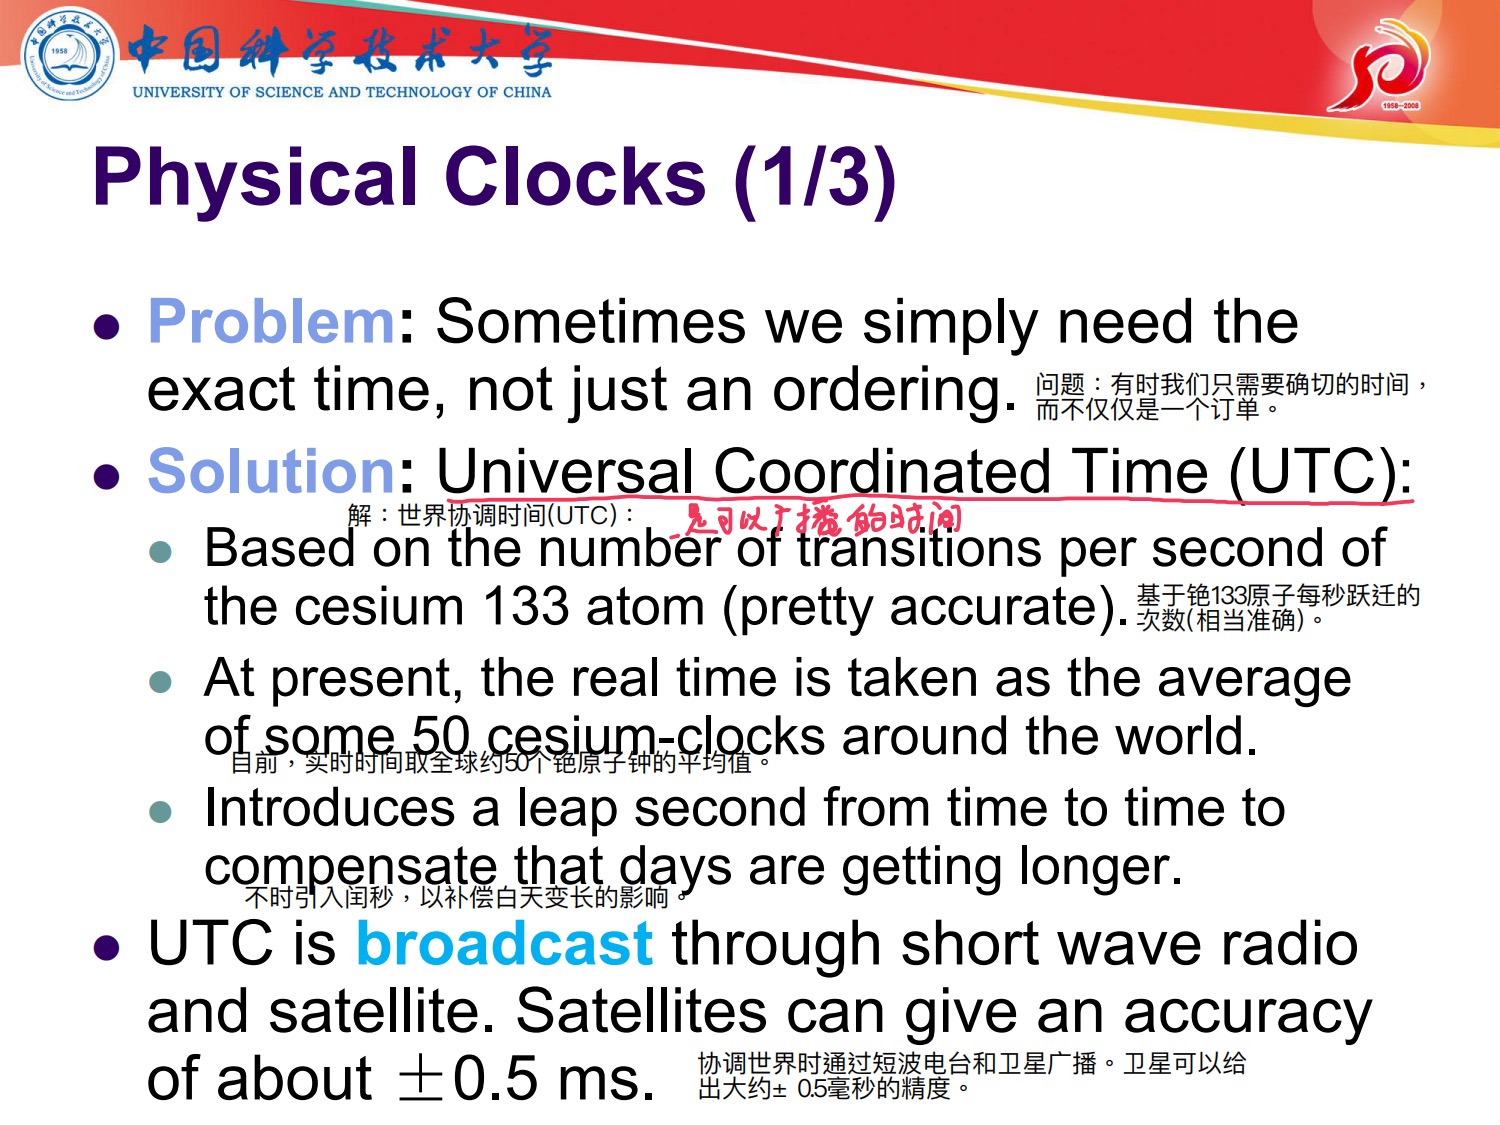 1958
中国科学技术大学
UNIVERSITY OF SCIENCE AND TECHNOLOGY OF CHINA
1958—2008
Physical Clocks (1/3)
Problem: Sometimes we simply need the
exact time, not just an ordering.
问题：有时我们只需要确切的时间，
而不仅仅是一个订单。
Solution: Universal Coordinated Time (UTC):
解：世界协调时间(UTC)：
是可以广播的时间
Based on the number of transitions per second of
the cesium 133 atom (pretty accurate).
基于铯133原子每秒跃迁的
次数(相当准确)。
At present, the real time is taken as the average
of some 50 cesium-clocks around the world.
目前，实时时间取全球约50个铯原子钟的平均值。
Introduces a leap second from time to time to
compensate that days are getting longer.
不时引入闰秒，以补偿白天变长的影响。
UTC is broadcast through short wave radio
and satellite. Satellites can give an accuracy
of about ±0.5 ms.
协调世界时通过短波电台和卫星广播。卫星可以给
出大约± 0.5毫秒的精度。